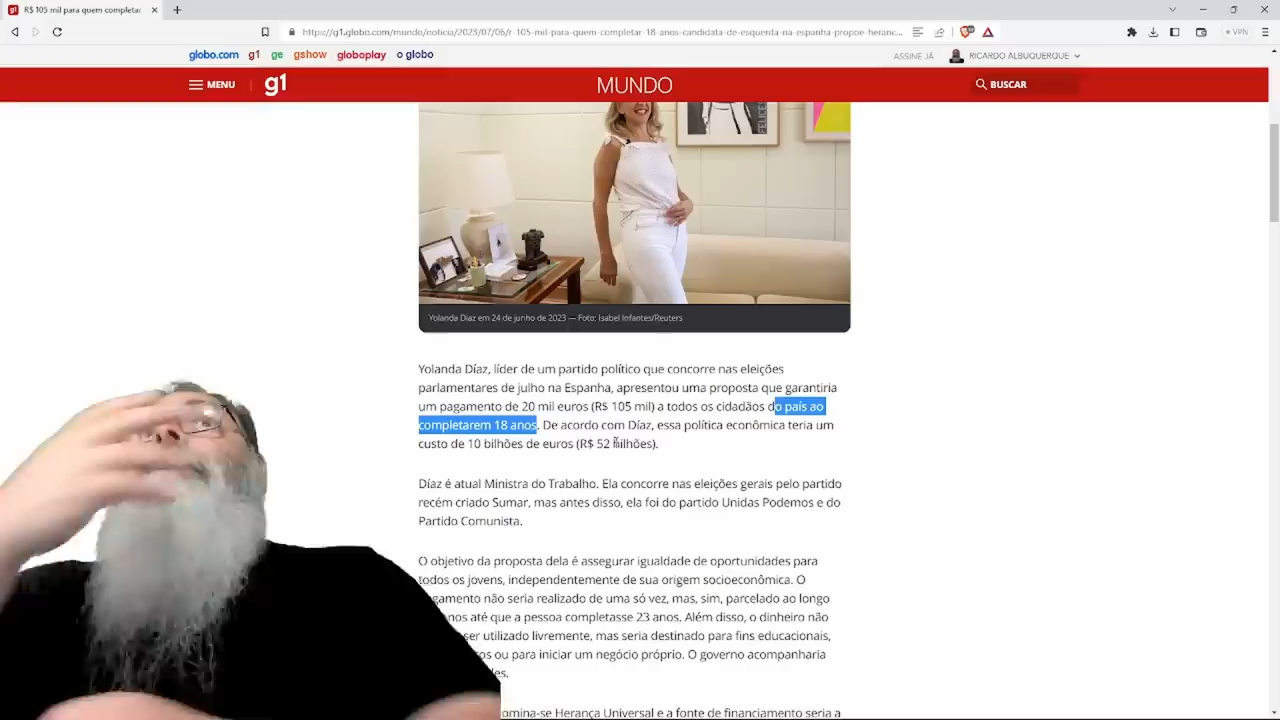 R$ 105 mil para quem completar
https://g1.globo.com/mundo/noticia/2023/07/06/r-105-mil-para-quem-completar-18-anos-candidata-de-esquerda-na-espanha-propoe-heranc...
VPN
globo.com g1 ge gshow globoplay o globo
ASSINE JÁ
RICARDO ALBUQUERQUE
MENU
g1
MUNDO
BUSCAR
Yolanda Diaz em 24 de junho de 2023 — Foto: Isabel Infantes/Reuters
Yolanda Díaz, líder de um partido político que concorre nas eleições
parlamentares de julho na Espanha, apresentou uma proposta que garantiria
um pagamento de 20 mil euros (R$ 105 mil) a todos os cidadãos do país ao
completarem 18 anos. De acordo com Díaz, essa política econômica teria um
custo de 10 bilhões de euros (R$ 52 bilhões).
Díaz é atual Ministra do Trabalho. Ela concorre nas eleições gerais pelo partido
recém criado Sumar, mas antes disso, ela foi do partido Unidas Podemos e do
Partido Comunista.
O objetivo da proposta dela é assegurar igualdade de oportunidades para
todos os jovens, independentemente de sua origem socioeconômica. O
agamento não seria realizado de uma só vez, mas, sim, parcelado ao longo
nos até que a pessoa completasse 23 anos. Além disso, o dinheiro não
ser utilizado livremente, mas seria destinado para fins educacionais,
os ou para iniciar um negócio próprio. O governo acompanharia
es.
omina-se Herança Universal e a fonte de financiamento seria a